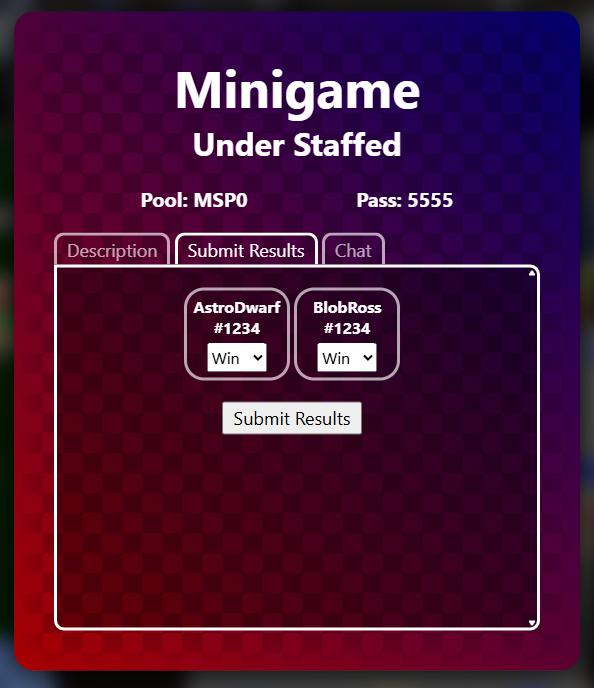 Minigame
Under Staffed
Pool: MSP0 Pass: 5555
Description Submit Results Chat
AstroDwarf BlobRoss
#1234 #1234
Win Win
Submit Results